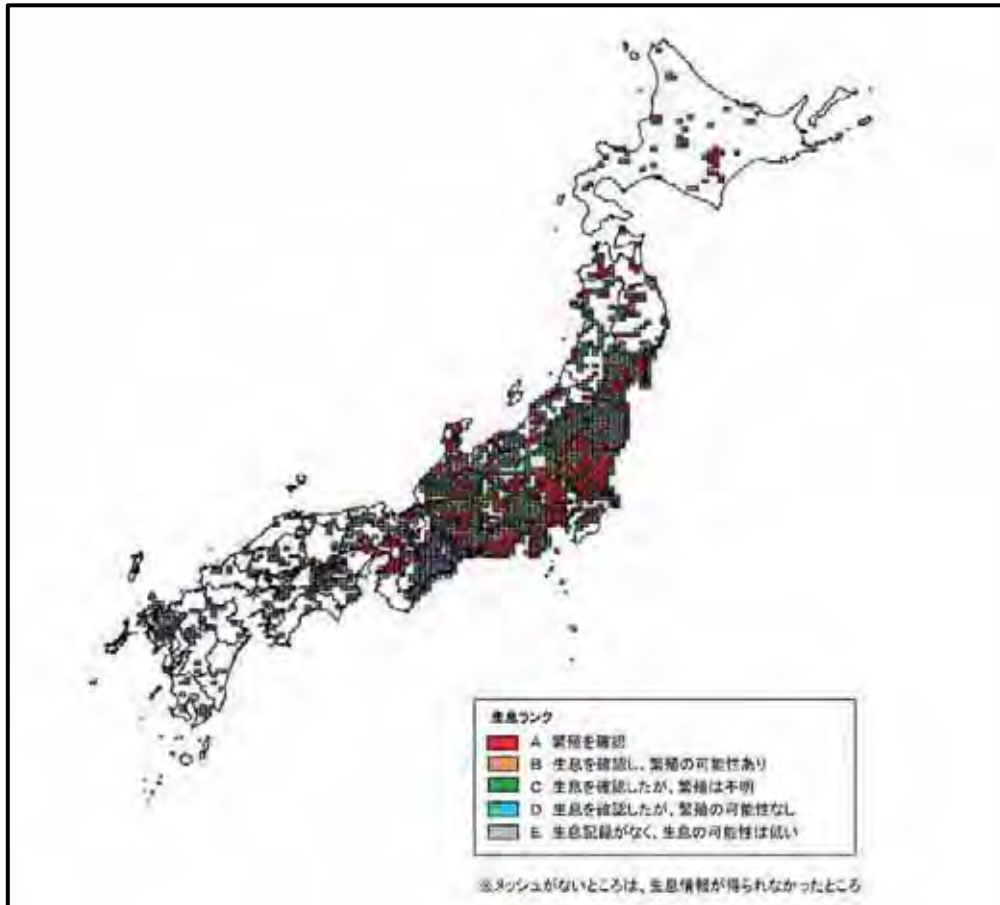 生息ランク
A 繁殖を確認
B 生息を確認し、繁殖の可能性あり
C 生息を確認したが、繁殖は不明
D 生息を確認したが、繁殖の可能性なし
E 生息記録がなく、生息の可能性は低い
※メッシュがないところは、生息情報が得られなかったところ